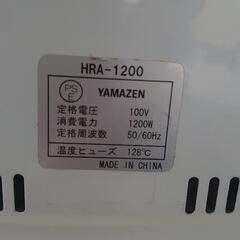 HRA-1200
PS
E
YAMAZEN
定格電圧 100V
消費電力 1200W
定格周波数 50/60Hz
温度ヒューズ 128℃
MADE IN CHINA